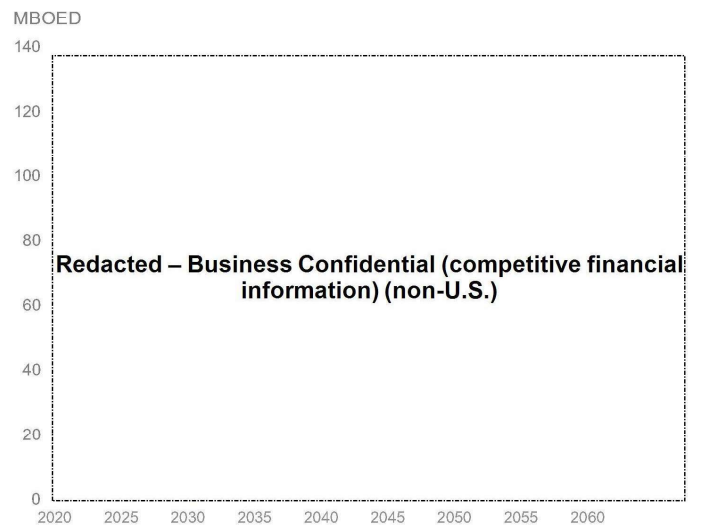 MBOED
140
120
100
80
Redacted – Business Confidential (competitive financial
information) (non-U.S.)
60
40
20
0
2020 2025 2030 2035 2040 2045 2050 2055 2060